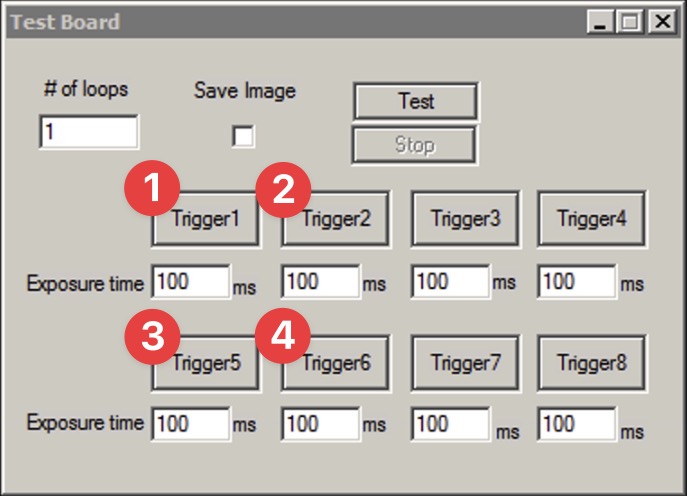 Test Board
# of loops Save Image Test
1 Stop
1 2
Trigger1 Trigger2 Trigger3 Trigger4
Exposure time 100 ms 100 ms 100 ms 100 ms
3 4
Trigger5 Trigger6 Trigger7 Trigger8
Exposure time 100 ms 100 ms 100 ms 100 ms